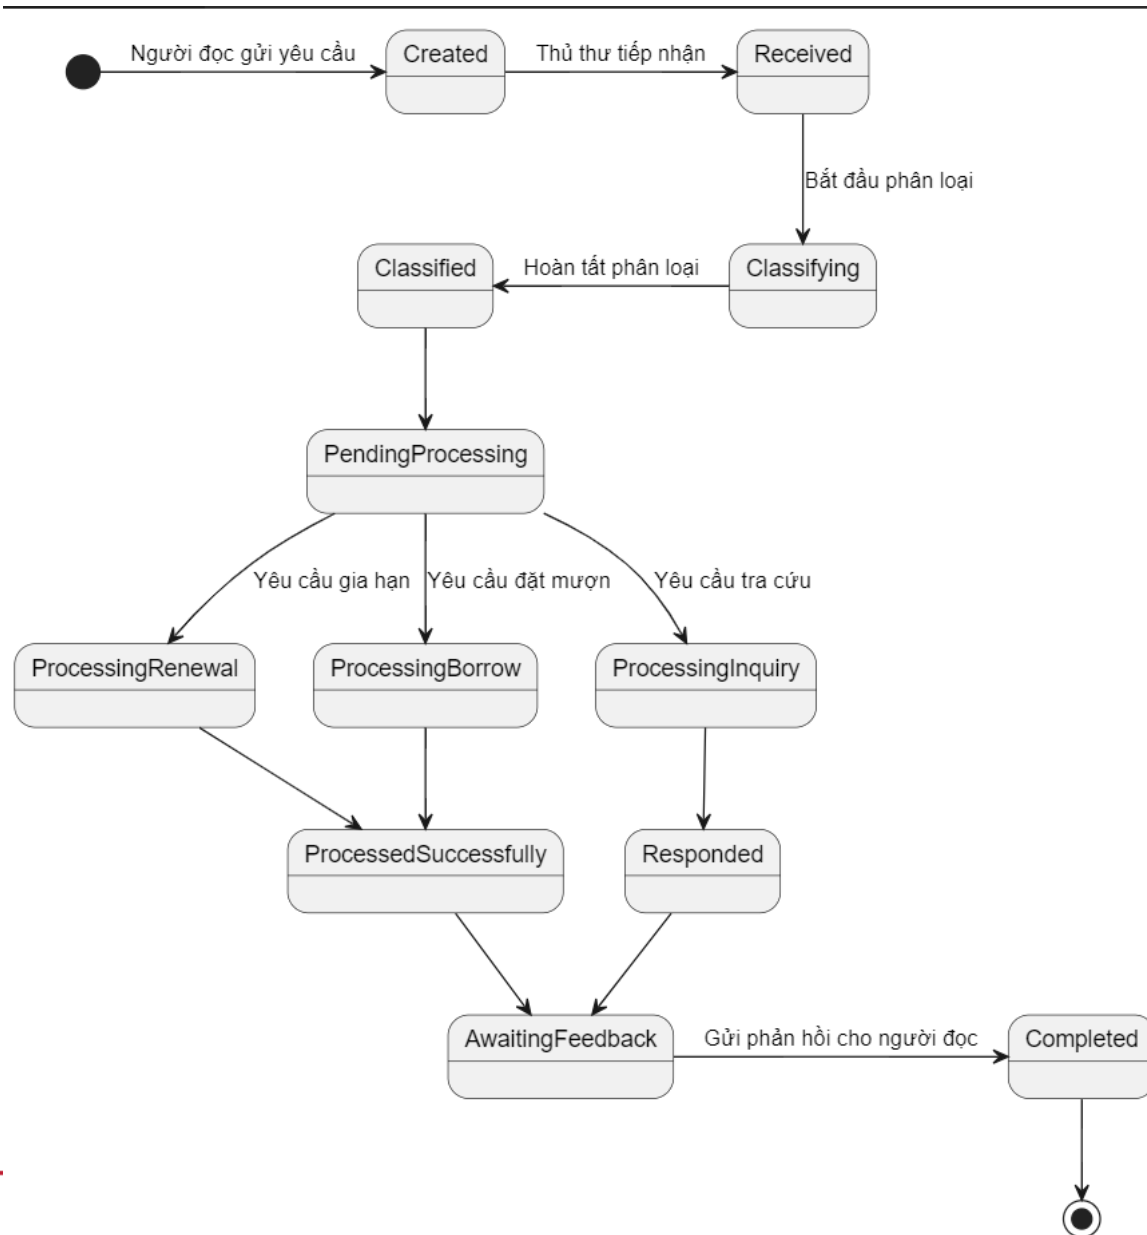 Người đọc gửi yêu cầu
Created
Thủ thư tiếp nhận
Received
Bắt đầu phân loại
Classified
Hoàn tất phân loại
Classifying
PendingProcessing
Yêu cầu gia hạn
Yêu cầu đặt mượn
Yêu cầu tra cứu
ProcessingRenewal
ProcessingBorrow
ProcessingInquiry
ProcessedSuccessfully
Responded
AwaitingFeedback
Gửi phản hồi cho người đọc
Completed